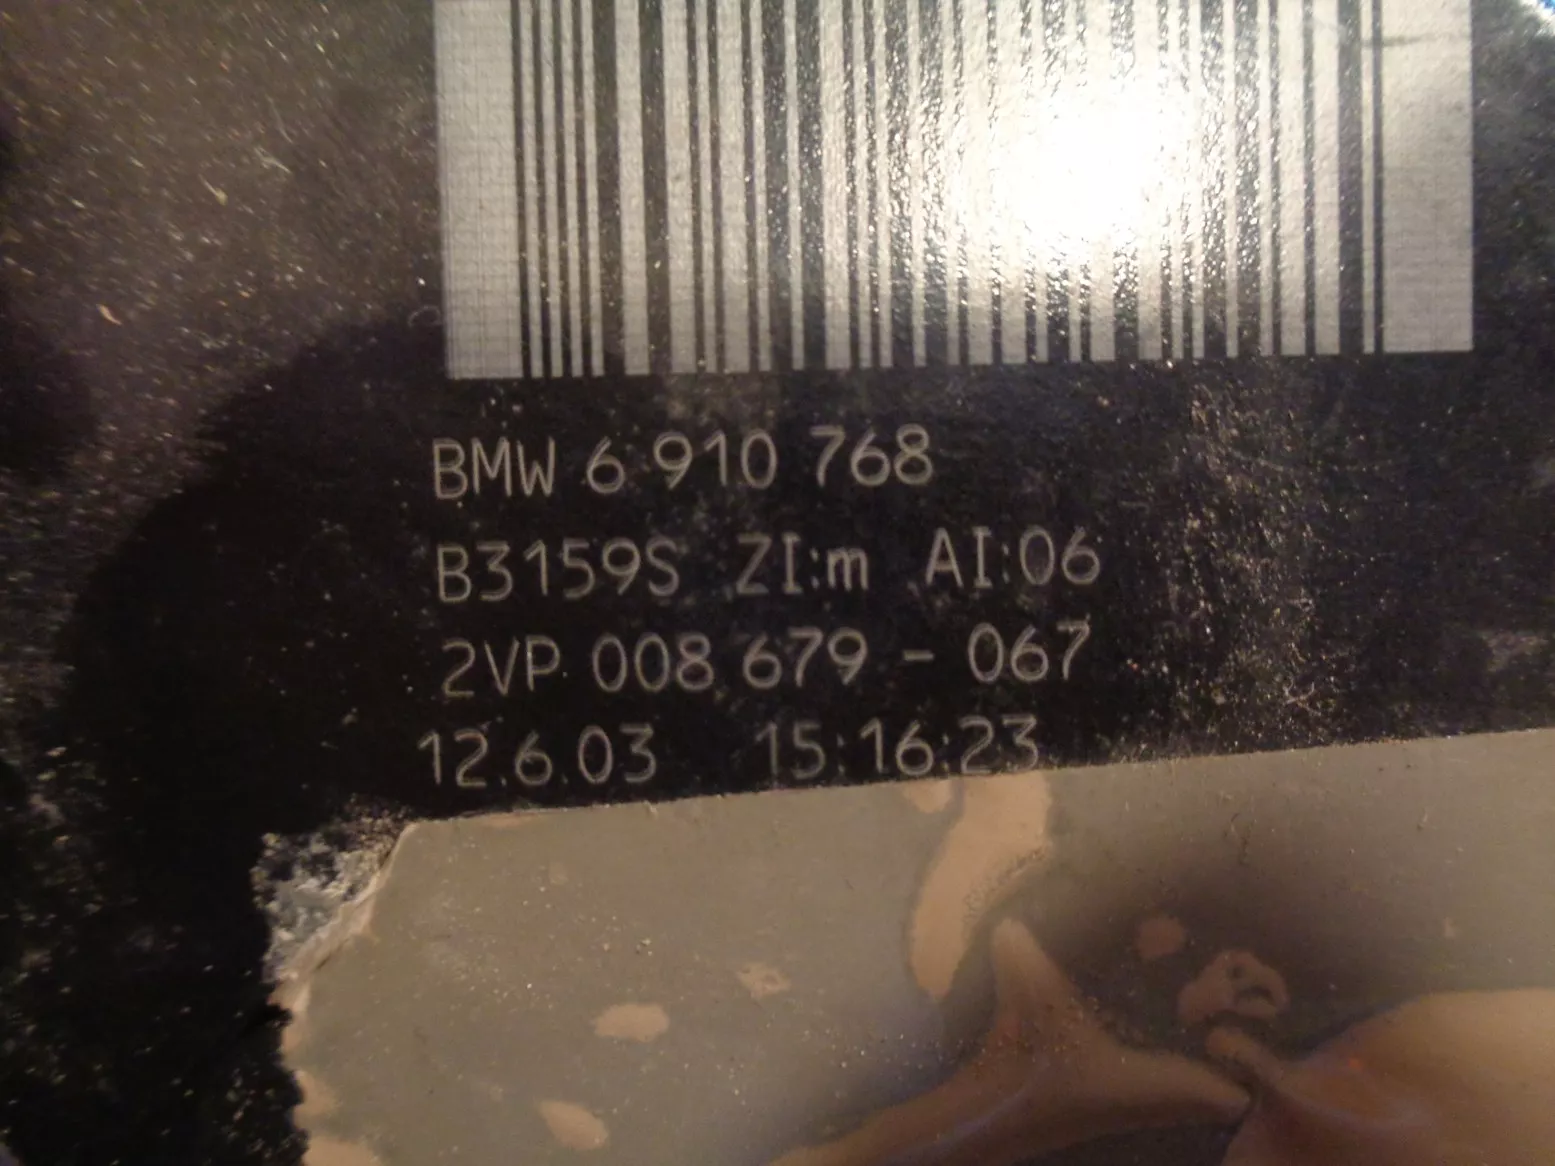 BMW 6 910 768
B3159S ZI:m AI:06
2VP 008 679 - 067
12.6.03 15:16:23